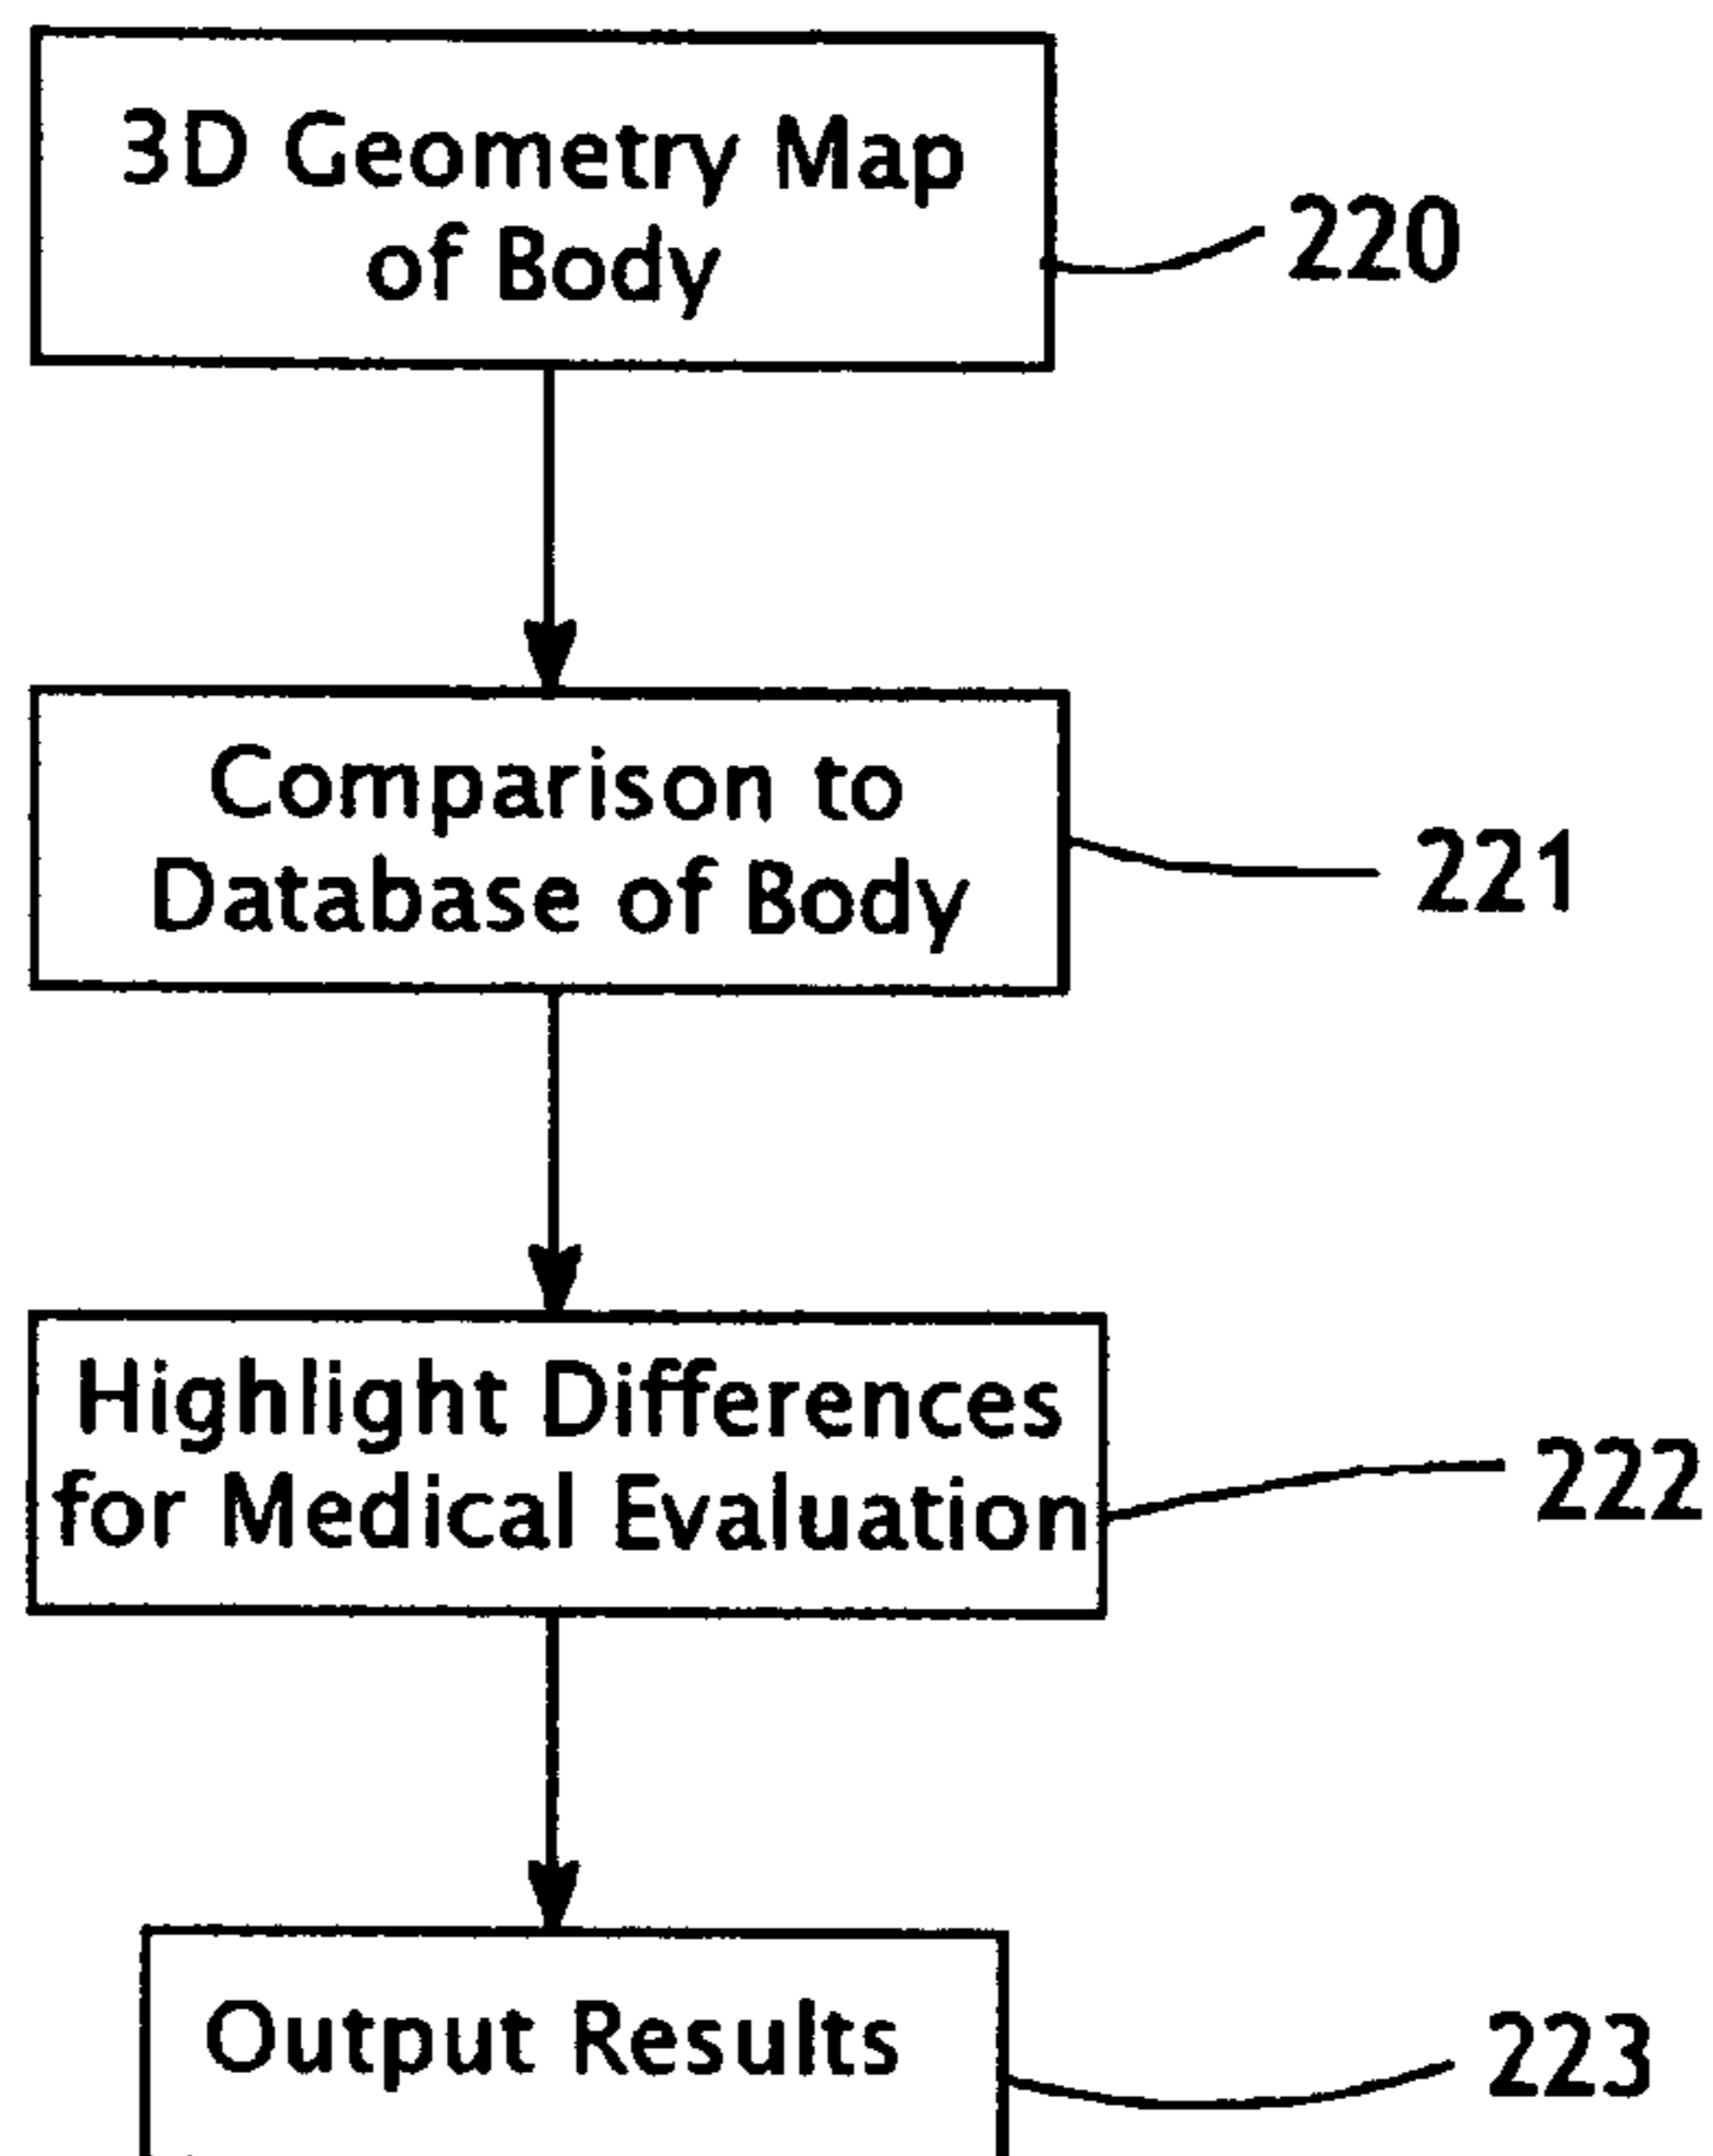 3D Geometry Map
of Body
220
Comparison to
Database of Body
221
Highlight Differences
for Medical Evaluation
222
Output Results
223